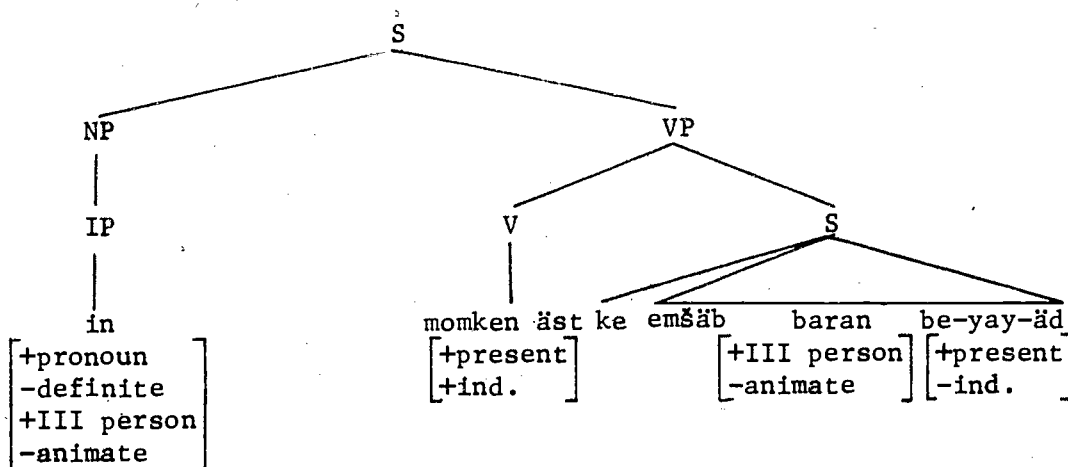 S
NP VP
IP V S
in momken äst ke emšäb baran be-yay-äd
[+pronoun [+present] [+III person] [+present]
-definite +ind. -animate -ind.
+III person
-animate]